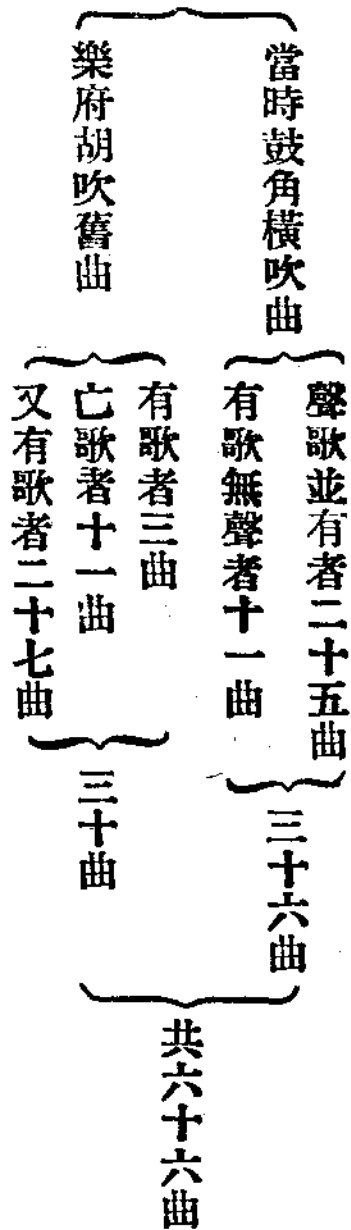 當時鼓角橫吹曲
聲歌並有者二十五曲
有歌無聲者十一曲
三十六曲
樂府胡吹舊曲
有歌者三曲
亡歌者十一曲
又有歌者二十七曲
三十曲
共六十六曲